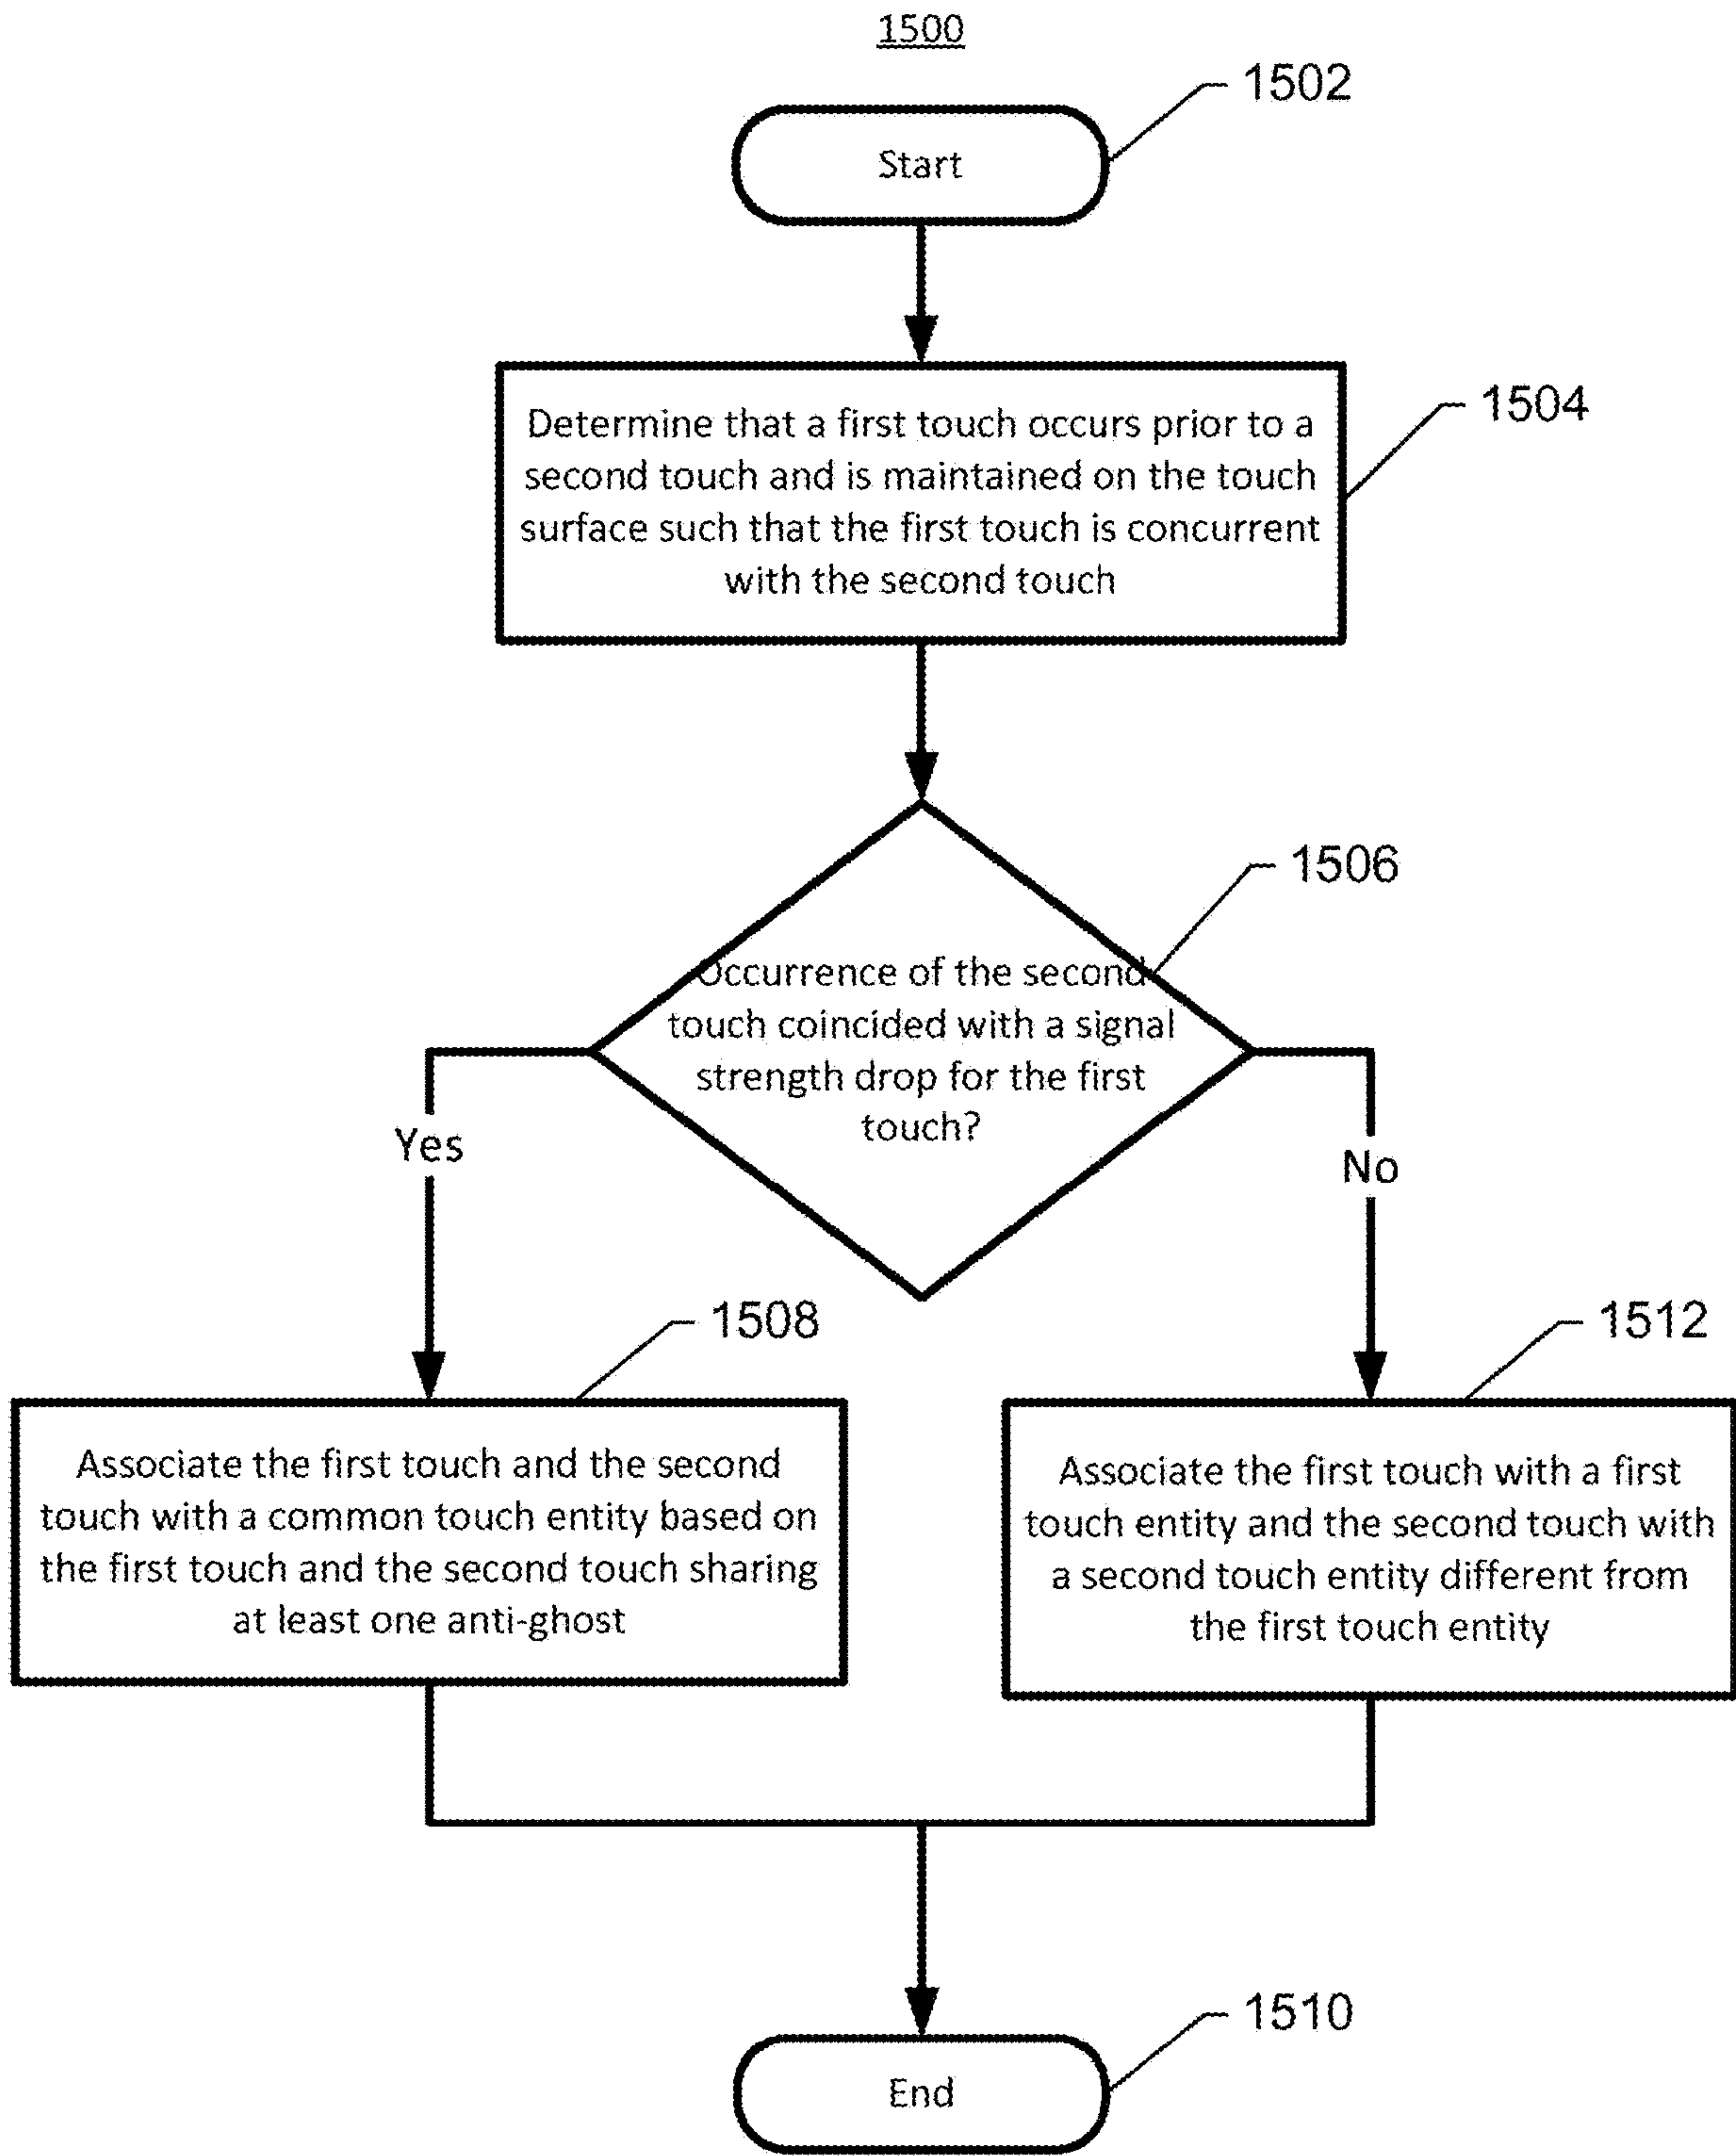 1500
1502
Start
1504
Determine that a first touch occurs prior to a
second touch and is maintained on the touch
surface such that the first touch is concurrent
with the second touch
1506
Occurrence of the second
touch coincided with a signal
strength drop for the first
touch?
Yes
No
1508
Associate the first touch and the second
touch with a common touch entity based on
the first touch and the second touch sharing
at least one anti-ghost
1512
Associate the first touch with a first
touch entity and the second touch with
a second touch entity different from
the first touch entity
1510
End